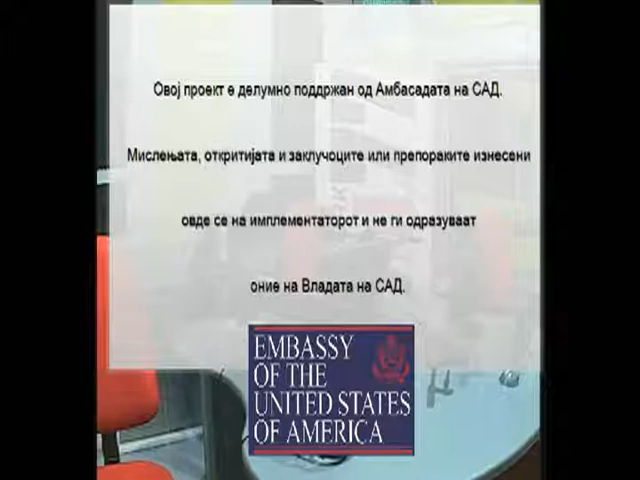 Овој проект е делумно поддржан од Амбасадата на САД.
Мислењата, откритијата и заклучоците или препораките изнесени
овде се на имплементаторот и не ги одразуваат
оние на Владата на САД.
EMBASSY
OF THE
UNITED STATES
OF AMERICA